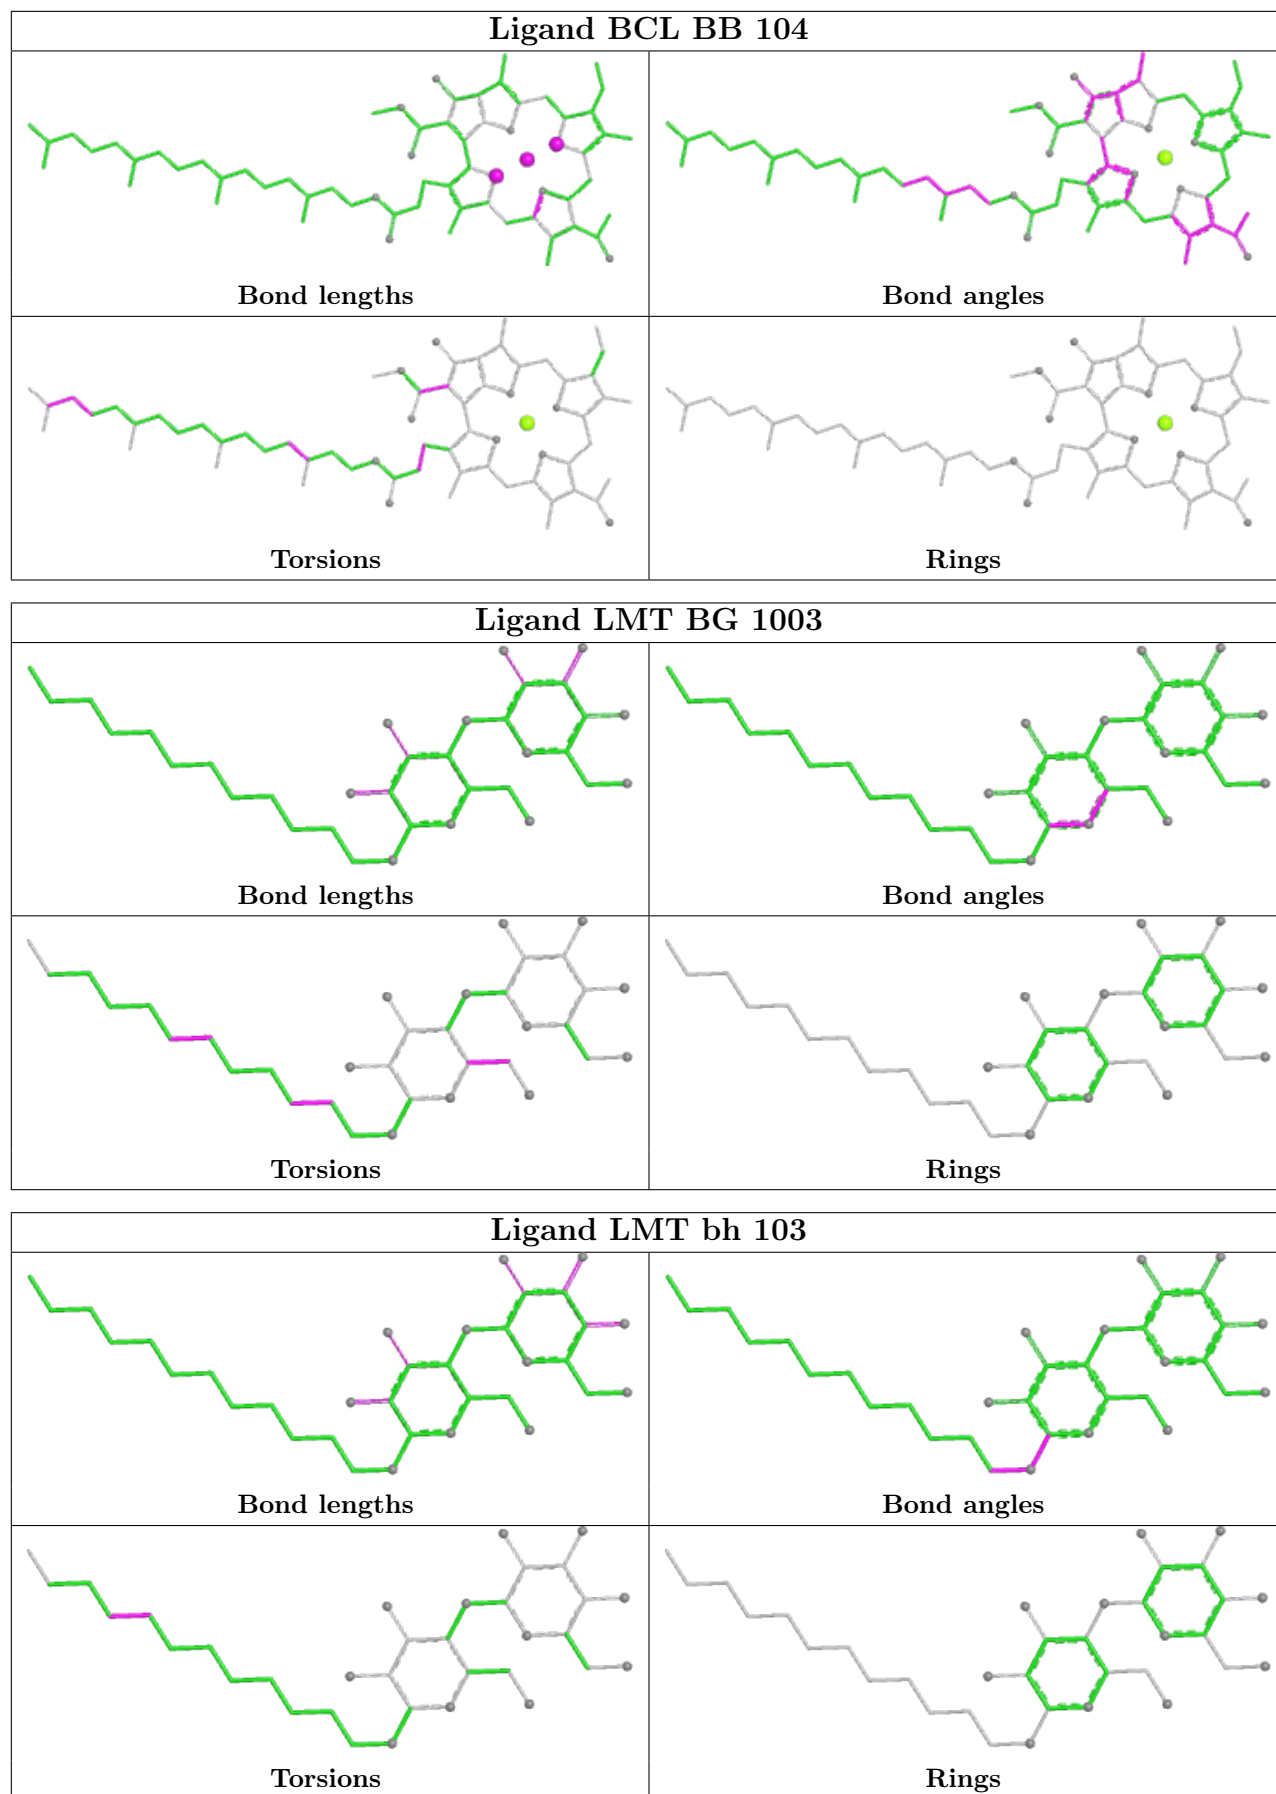 Ligand BCL BB 104
Bond lengths
Bond angles
Torsions
Rings
Ligand LMT BG 1003
Bond lengths
Bond angles
Torsions
Rings
Ligand LMT bh 103
Bond lengths
Bond angles
Torsions
Rings